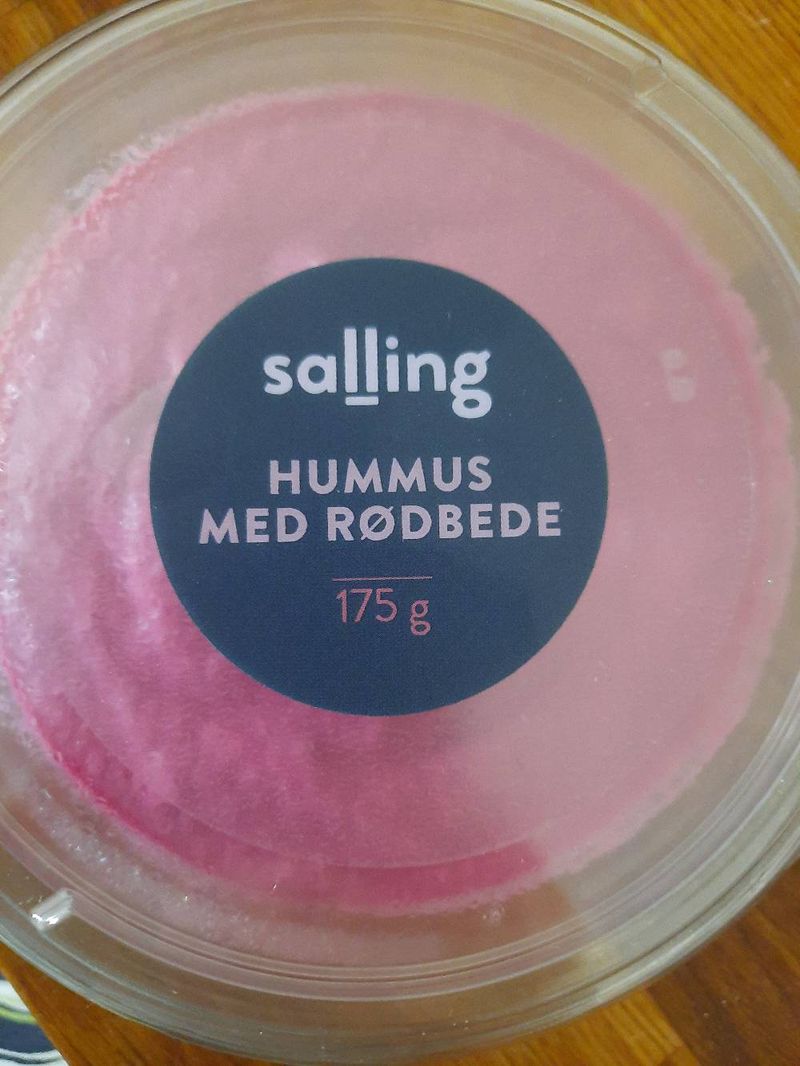 salling
HUMMUS
MED RØDBEDE
175 g